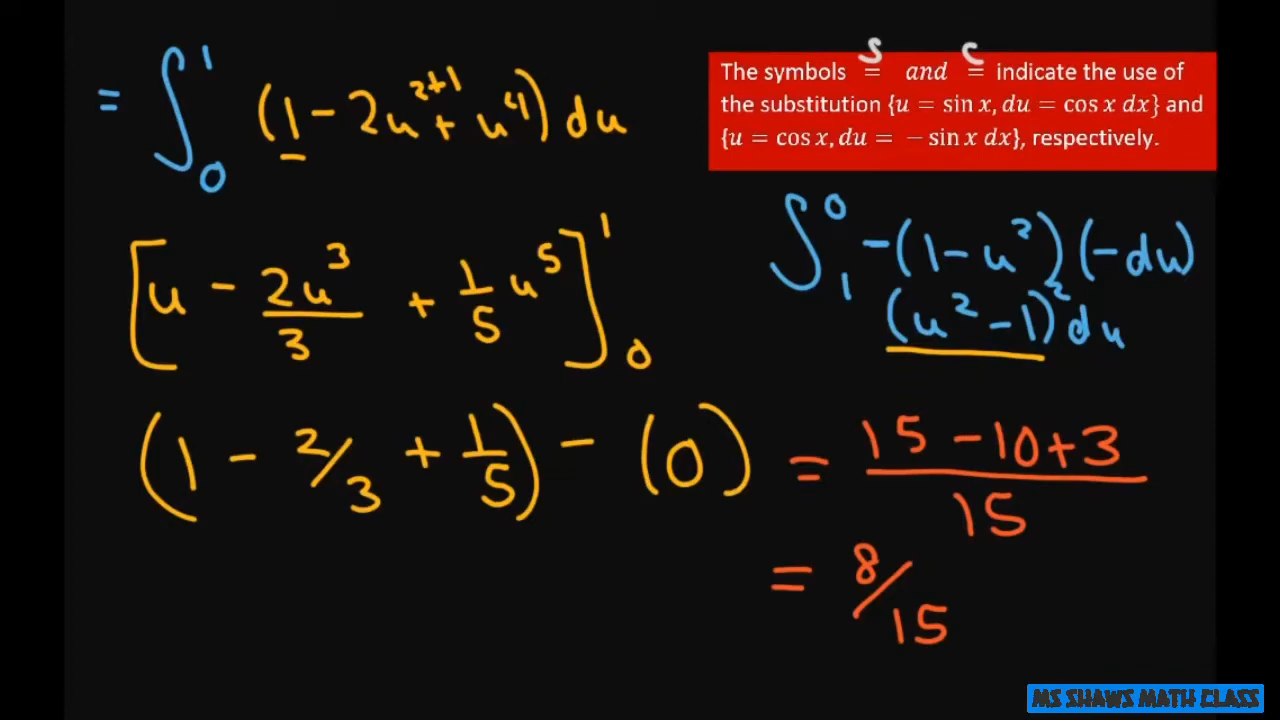 = ∫₀¹ (1 - 2u²⁺¹ + u⁴) du
[u - 2u³/3 + 1/5 u⁵]₀¹
(1 - 2/3 + 1/5) - (0) = 15 - 10 + 3 / 15
= 8/15
S C
The symbols = and = indicate the use of
the substitution {u = sin x, du = cos x dx} and
{u = cos x, du = − sin x dx}, respectively.
∫₁⁰ -(1 - u²)² (-du)
(u² - 1)² du
MS SHAWS MATH CLASS